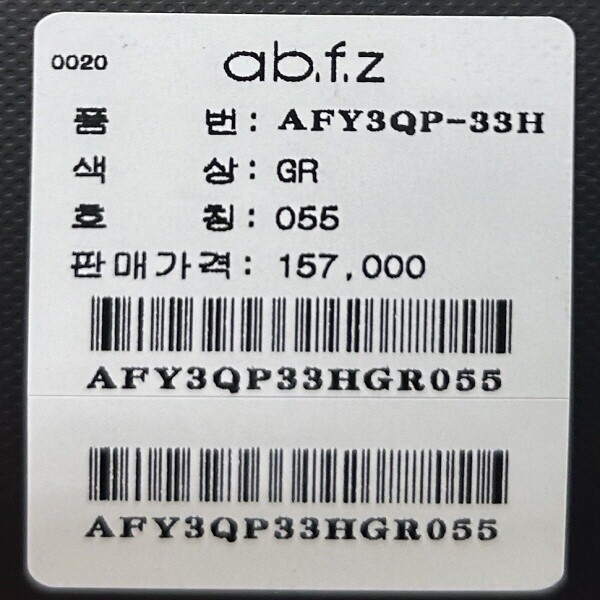 0020 ab.f.z
품 번: AFY3QP-33H
색 상: GR
호 칭: 055
판매가격: 157,000
AFY3QP33HGR055
AFY3QP33HGR055